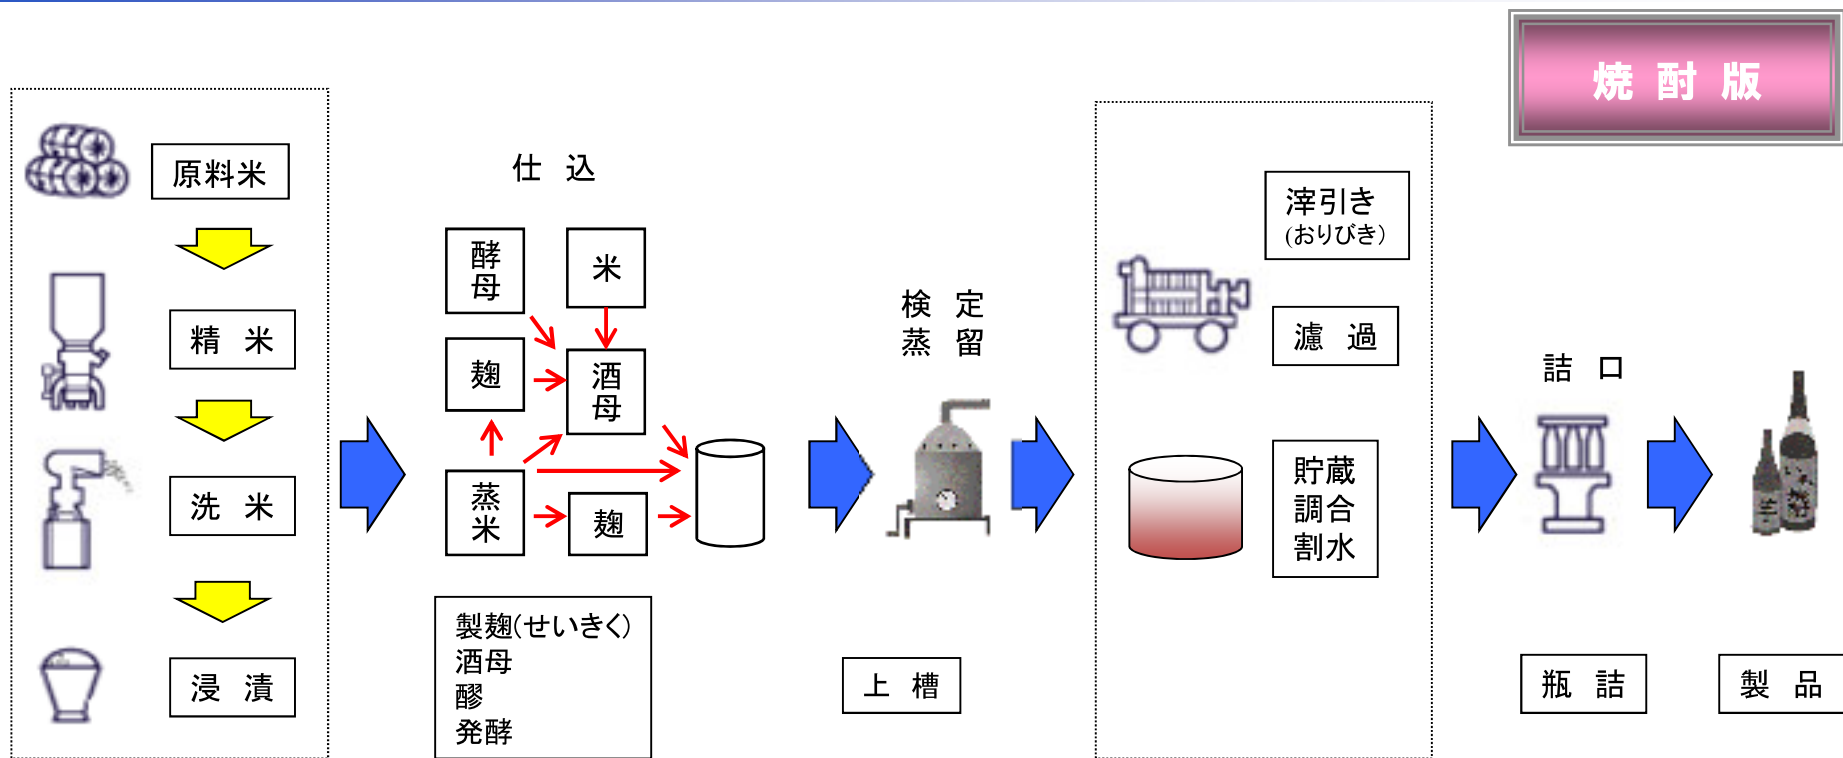 焼酎版
原料米
精米
洗米
浸漬
仕込
酵母
米
麹
酒母
蒸米
麹
製麹(せいきく)
酒母
醪
発酵
検定
蒸留
上槽
滓引き
(おりびき)
濾過
貯蔵
調合
割水
詰口
瓶詰
製品